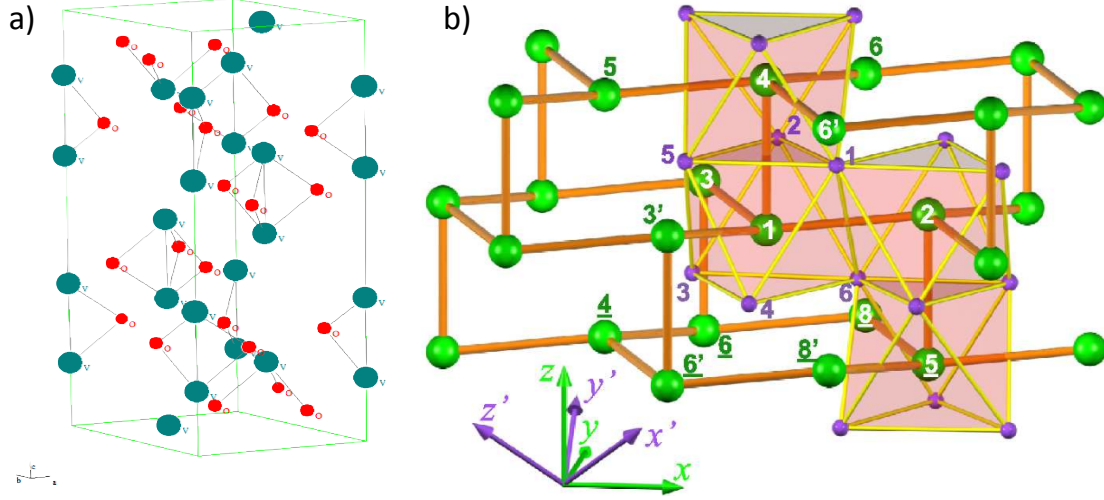 a)
V
O
O O
V V
V V V
O O
O O O
V V
V V
V
V O O
O
V
V
O
O O
V V
V V
V
O O O
V
O O
V V
V
V
V O
O O
V
c
b a
b)
6
5
4
6'
2
5 1
3
3' 2
1
3
4 6
4 8
6 8'
6' 5
z
y'
z' x'
y
x